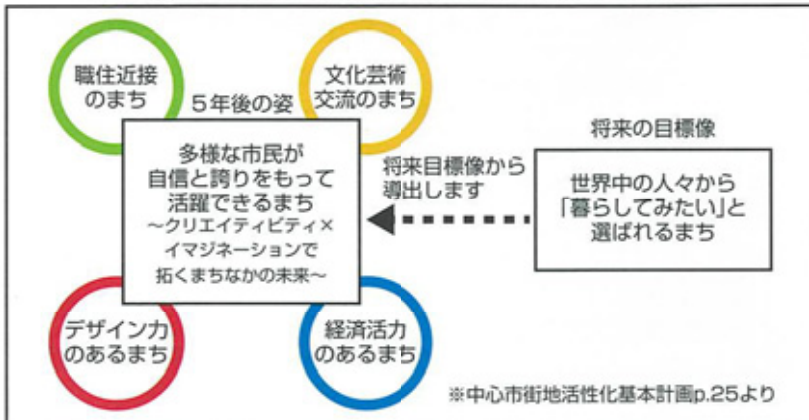 職住近接
のまち
文化芸術
交流のまち
5年後の姿
多様な市民が
自信と誇りをもって
活躍できるまち
～クリエイティビティ×
イマジネーションで
拓くまちなかの未来～
将来目標像から
導出します
将来の目標像
世界中の人々から
「暮らしてみたい」と
選ばれるまち
デザイン力
のあるまち
経済活力
のあるまち
※中心市街地活性化基本計画p.25より